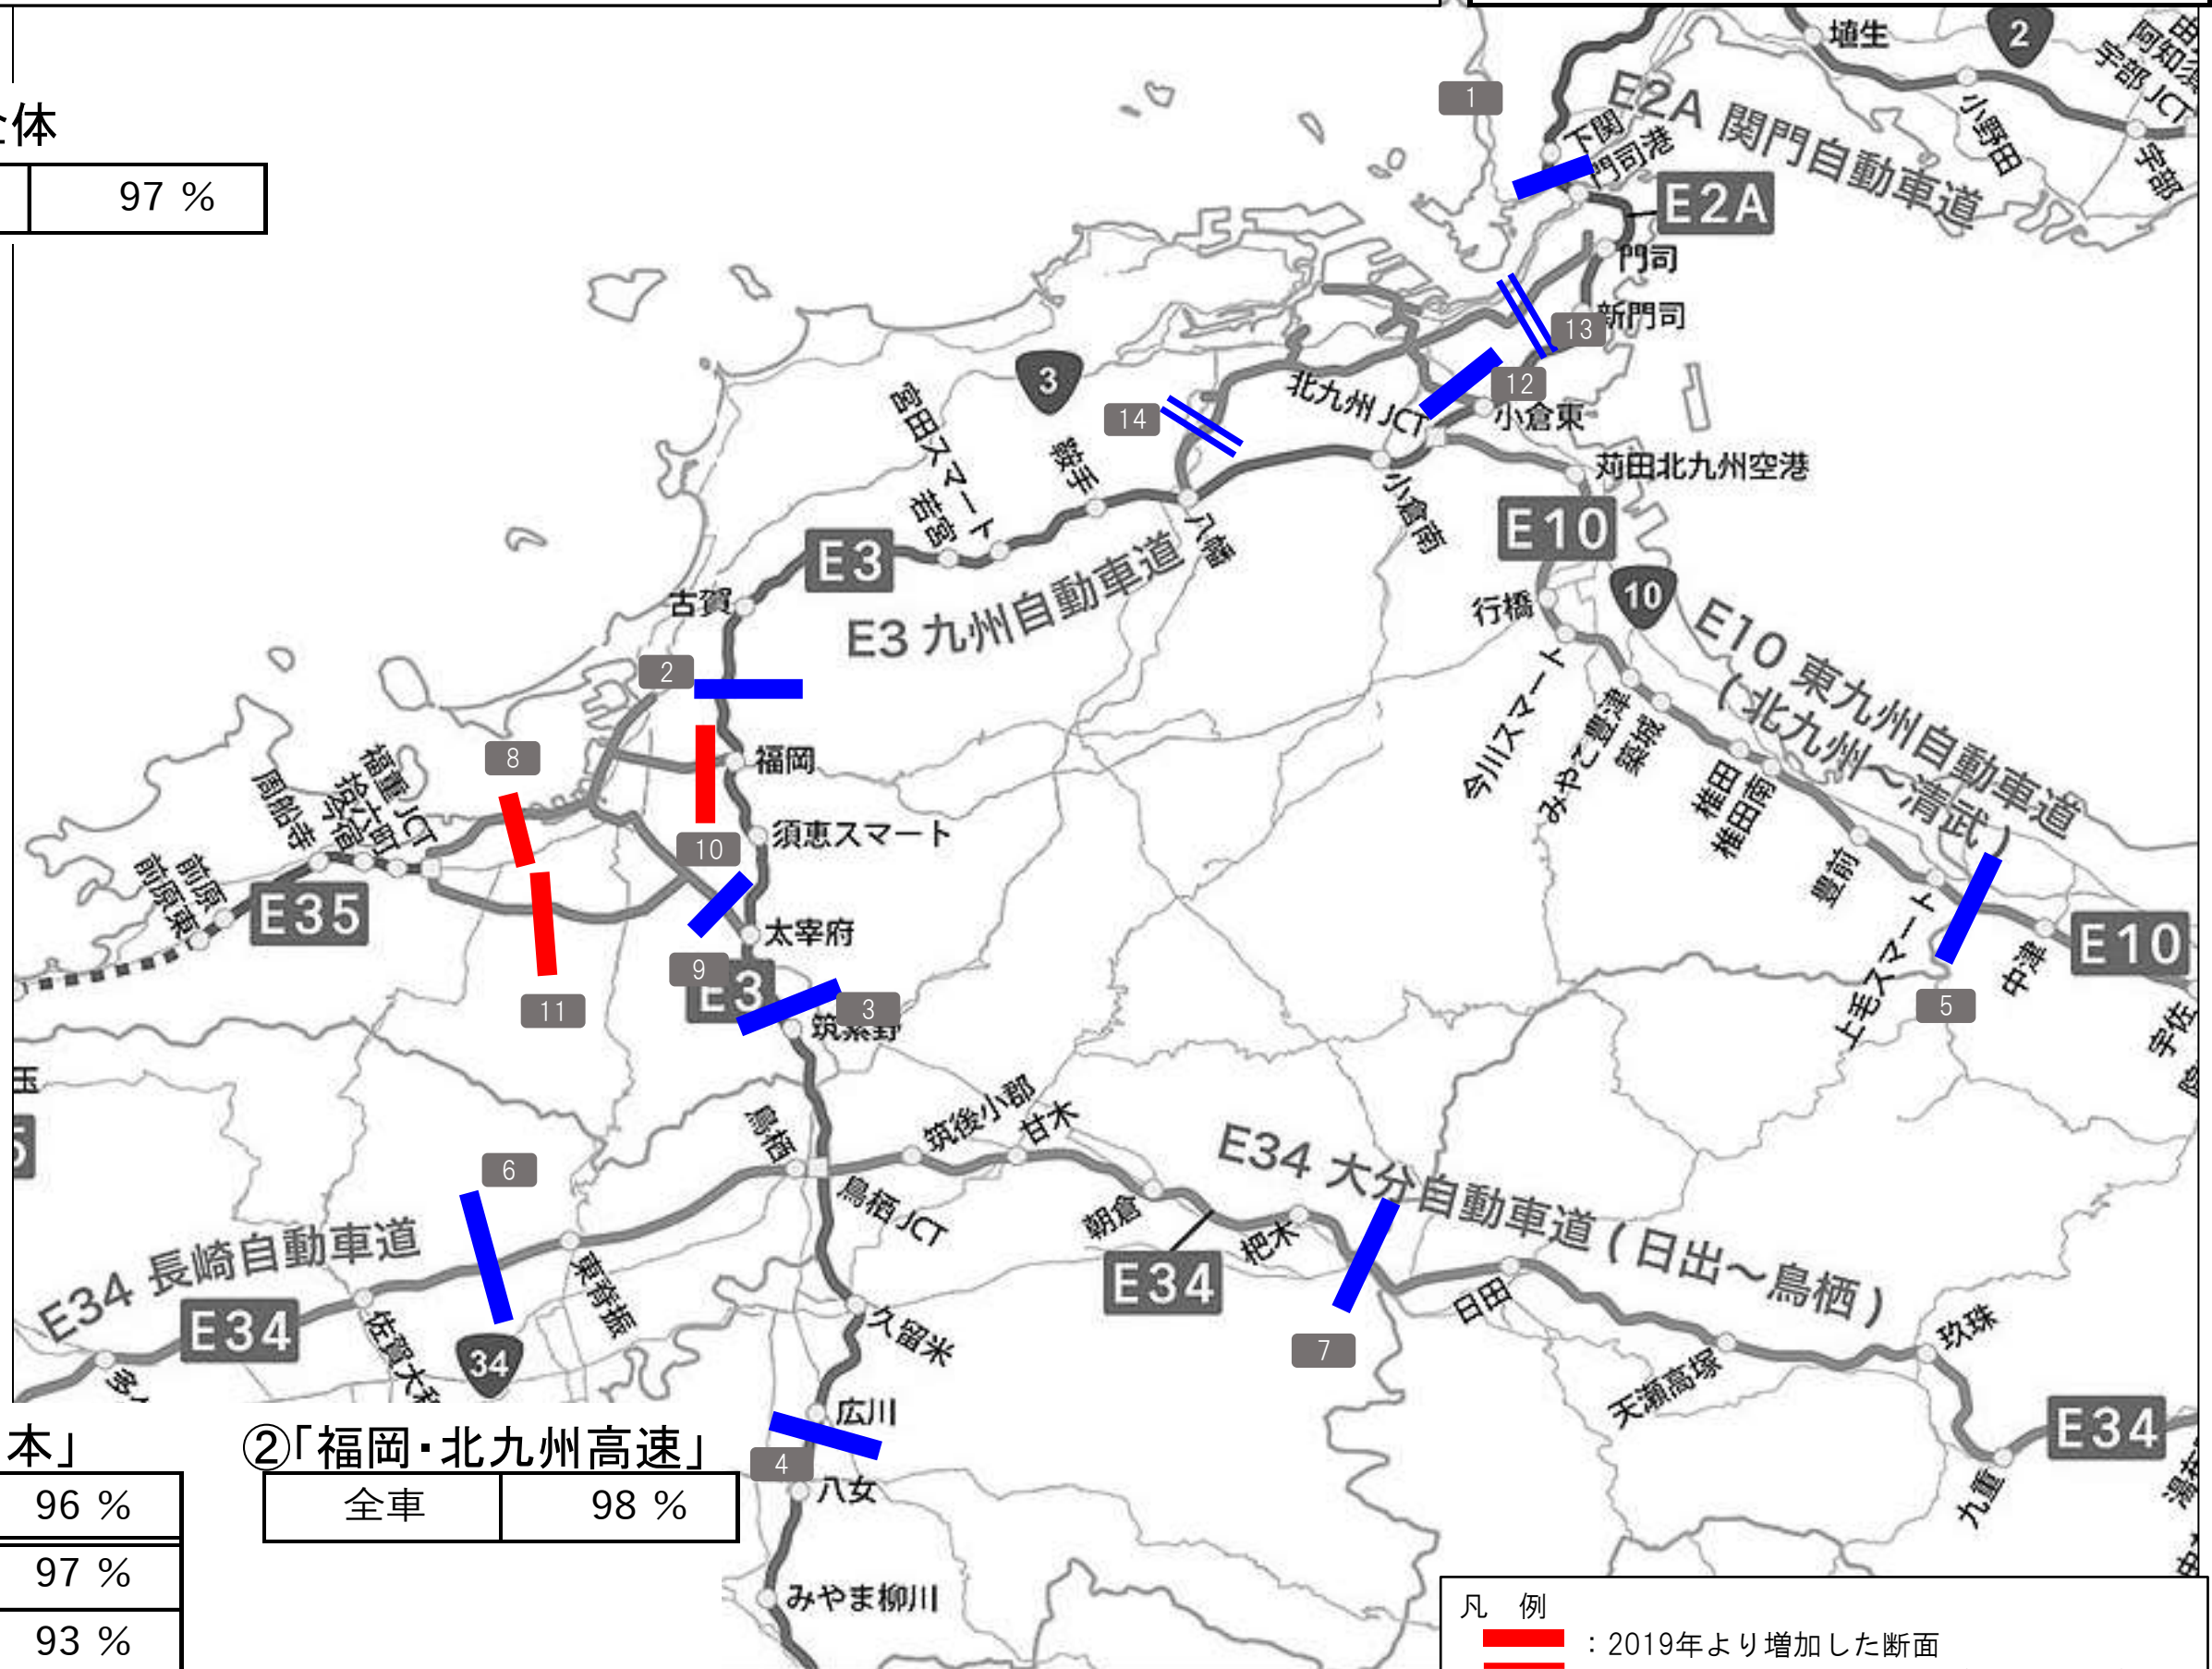 全体
97 %
1
2
埴生
小野田
宇部 JCT
宇部
下関
門司港
E2A 関門自動車道
E2A
門司
新門司
13
12
3
14
北九州 JCT
小倉東
苅田北九州空港
宮田スマート
若宮
鞍手
八幡
小倉南
E3
E3 九州自動車道
E10
行橋
10
E10 東九州自動車道
(北九州～清武)
今川スマート
みやこ豊津
築城
椎田
椎田南
豊前
上毛スマート
中津
E10
宇佐
5
古賀
2
福岡
8
10
須恵スマート
周船寺
今宿
拾六町
福重 JCT
前原
前原東
E35
11
太宰府
9
E3
3
筑紫野
6
鳥栖
鳥栖 JCT
筑後小郡
甘木
朝倉
杷木
E34 大分自動車道 ( 日出～鳥栖 )
E34
7
日田
天瀬高塚
玖珠
九重
E34
E34 長崎自動車道
E34
佐賀大和
34
東脊振
久留米
広川
4
八女
みやま柳川
本」
96 %
97 %
93 %
②「福岡・北九州高速」
全車 98 %
凡 例
：2019年より増加した断面